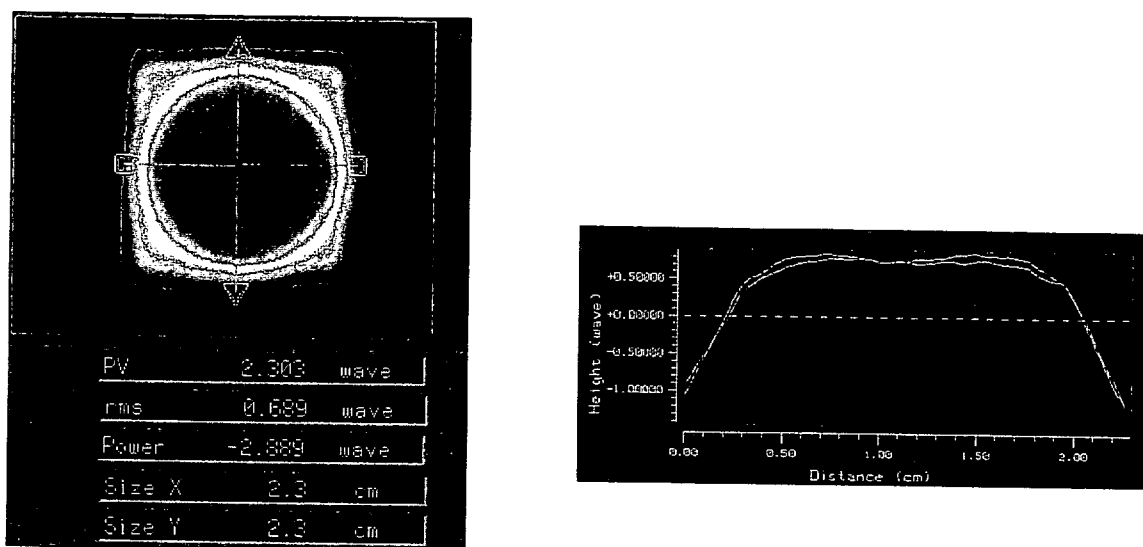 PV 2.303 wave
rms 0.689 wave
Power -2.889 wave
Size X 2.3 cm
Size Y 2.3 cm
Height (wave)
+0.50000
+0.00000
-0.50000
-1.00000
0.00 0.50 1.00 1.50 2.00
Distance (cm)